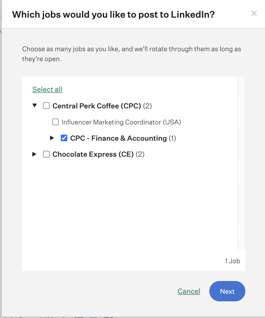 Which jobs would you like to post to LinkedIn?
Choose as many jobs as you like, and we'll rotate through them as long as
they're open.
Select all
Central Perk Coffee (CPC) (2)
Influencer Marketing Coordinator (USA)
CPC - Finance & Accounting (1)
Chocolate Express (CE) (2)
1 Job
Cancel Next